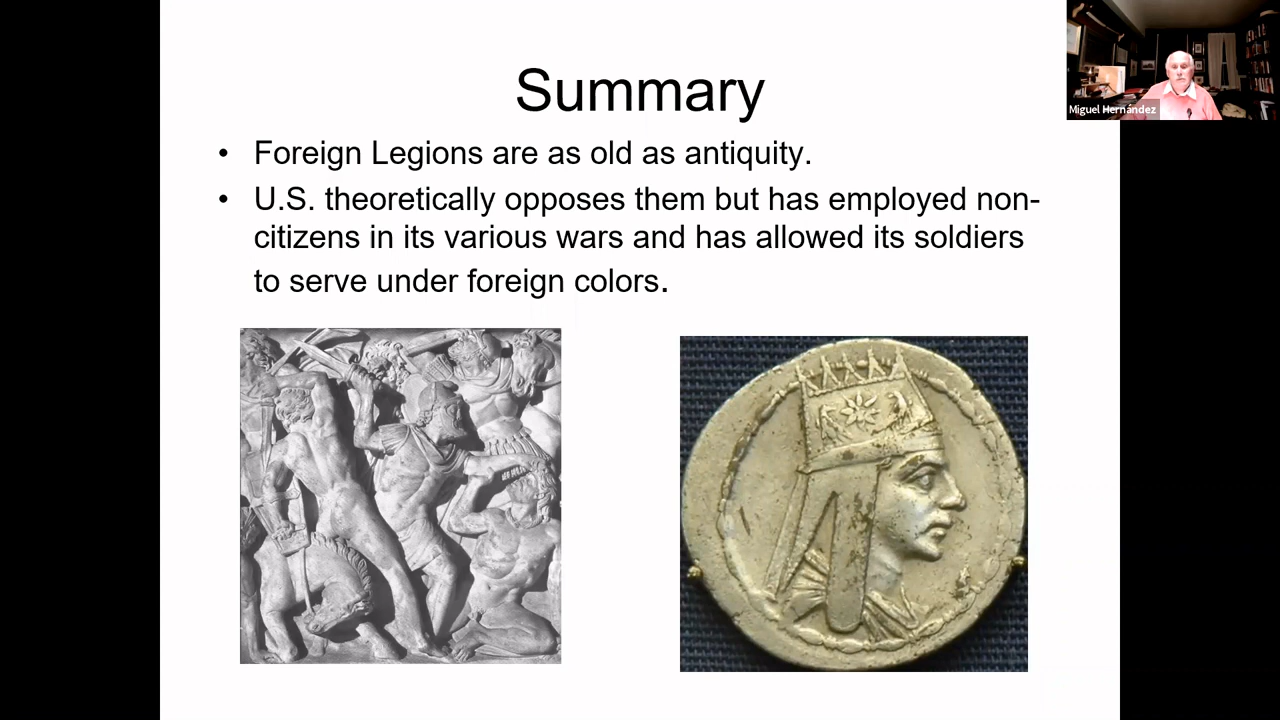 Summary
• Foreign Legions are as old as antiquity.
• U.S. theoretically opposes them but has employed non-
citizens in its various wars and has allowed its soldiers
to serve under foreign colors.
Miguel Hernández